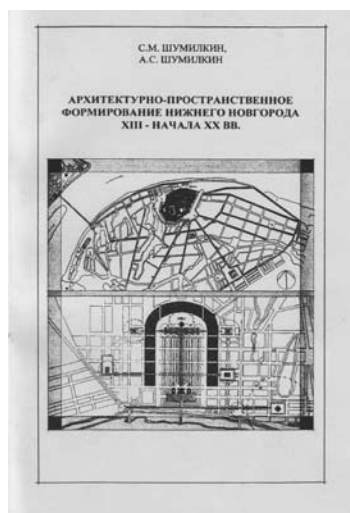 С.М. ШУМИЛКИН,
А.С. ШУМИЛКИН
АРХИТЕКТУРНО-ПРОСТРАНСТВЕННОЕ
ФОРМИРОВАНИЕ НИЖНЕГО НОВГОРОДА
XIII - НАЧАЛА XX ВВ.